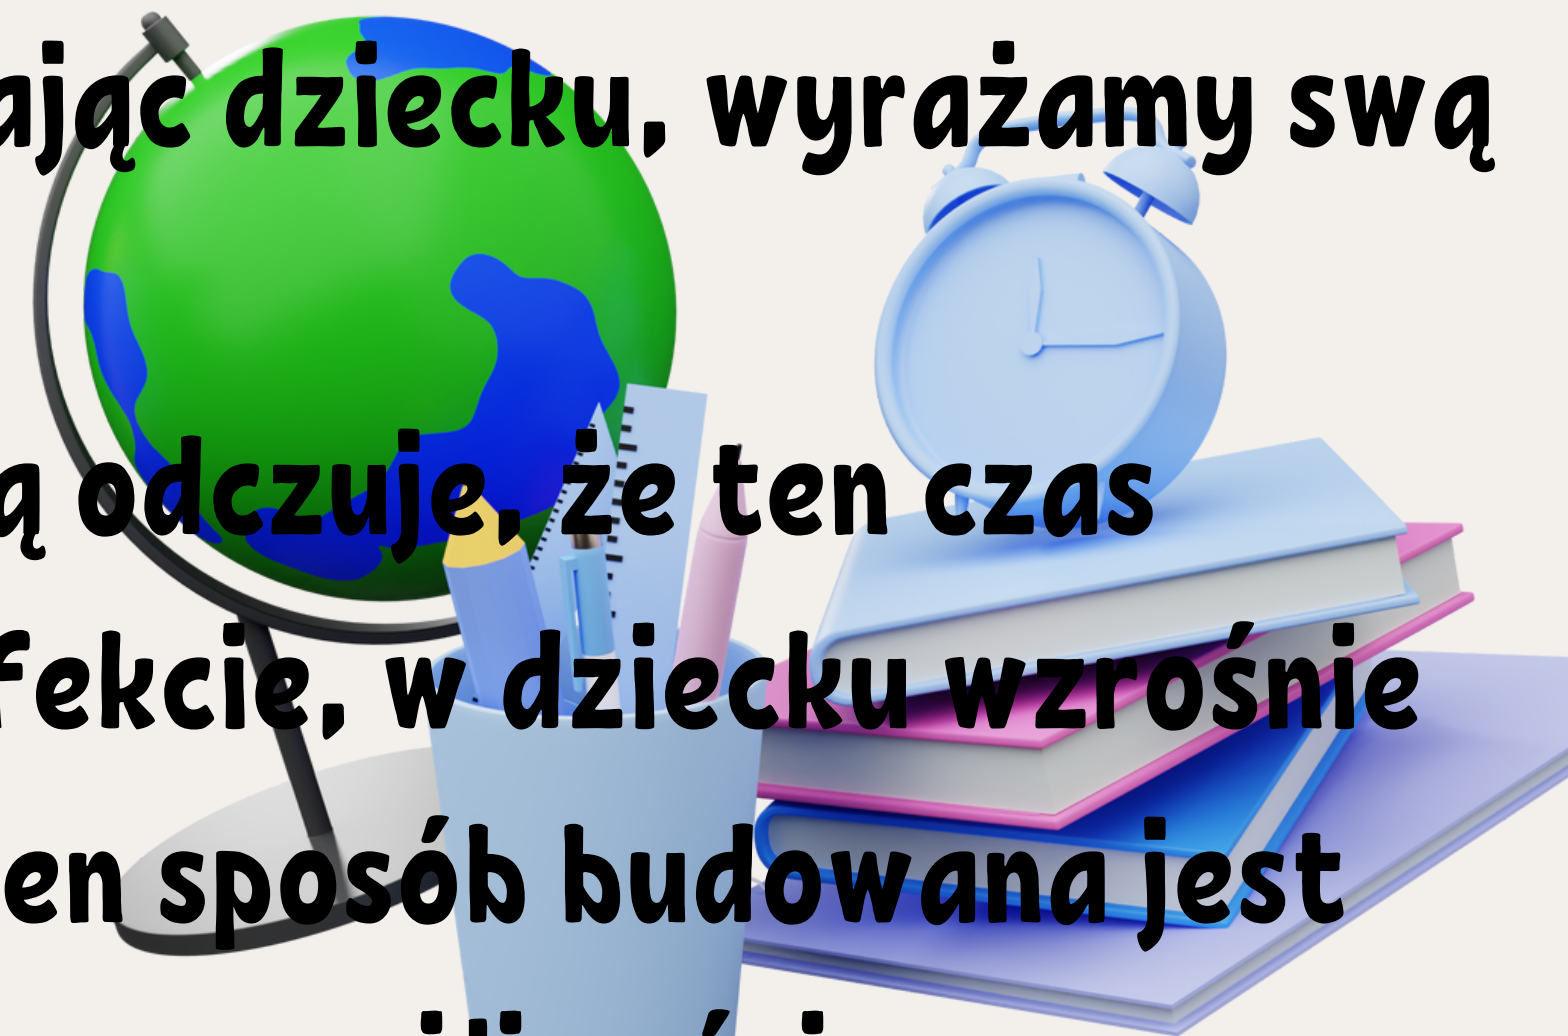 ając dziecku, wyrażamy swą
ą odczuje, że ten czas
fekcie, w dziecku wzrośnie
en sposób budowana jest